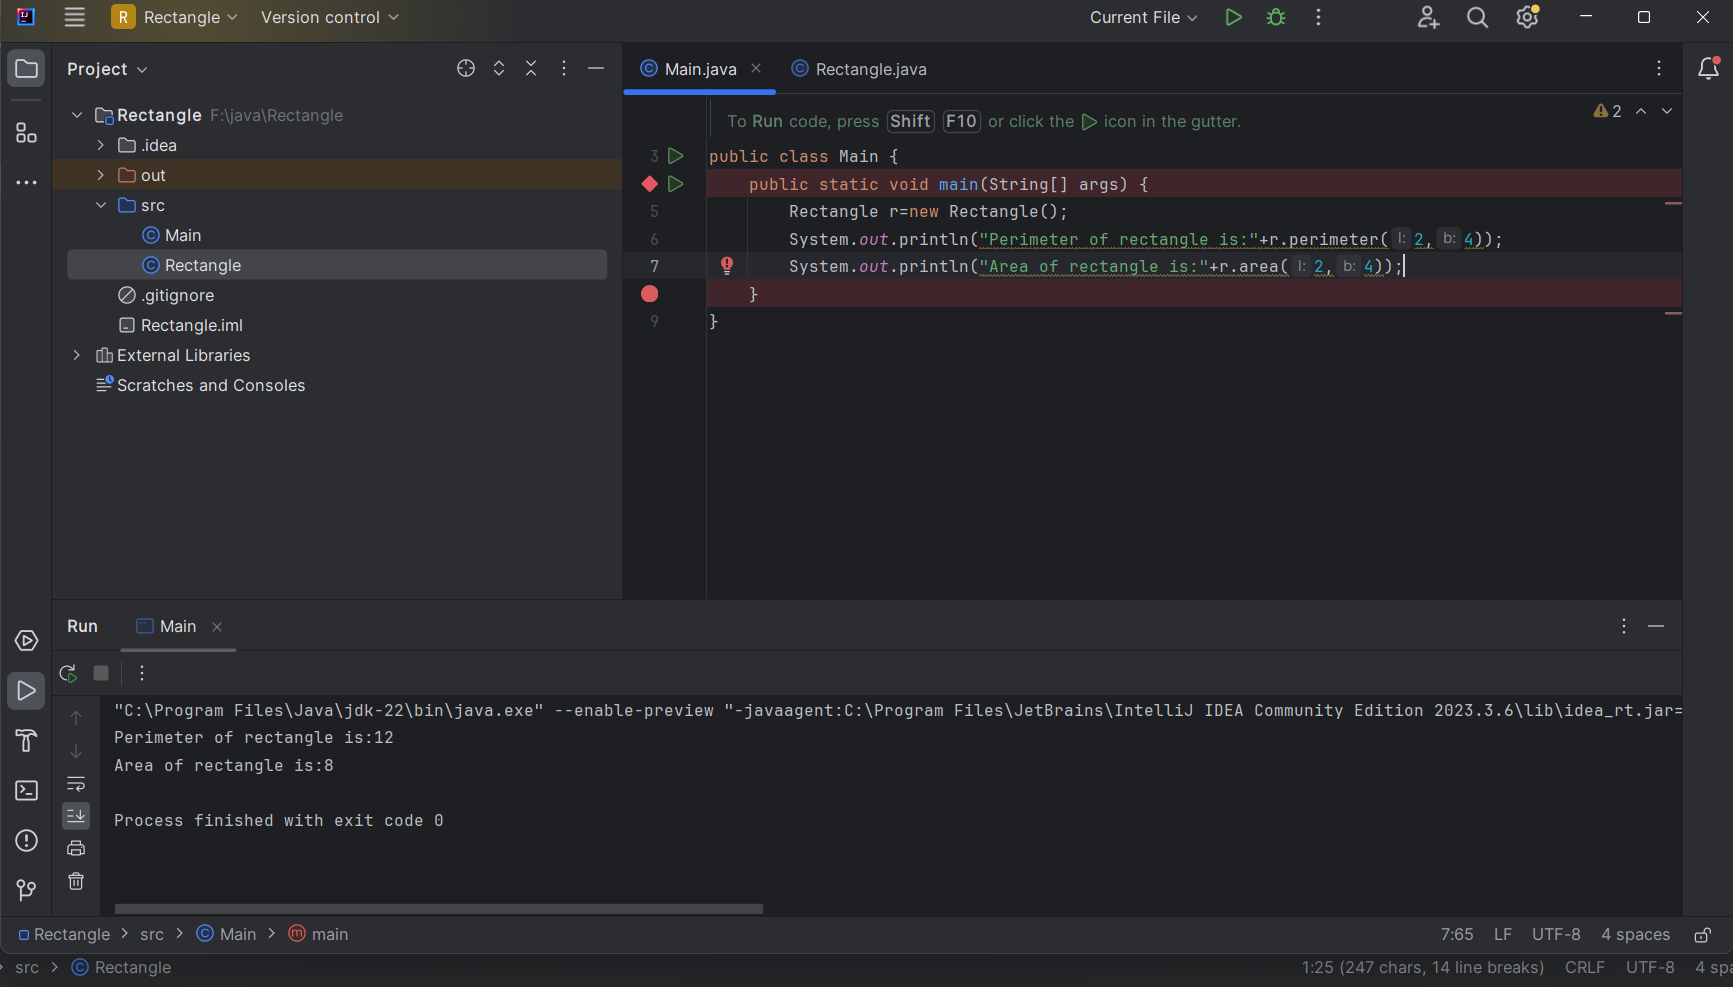 R Rectangle Version control Current File
Project
Main.java Rectangle.java
Rectangle F:\java\Rectangle
.idea
out
src
Main
Rectangle
.gitignore
Rectangle.iml
External Libraries
Scratches and Consoles
To Run code, press Shift F10 or click the icon in the gutter.
2
3 public class Main {
public static void main(String[] args) {
5 Rectangle r=new Rectangle();
6 System.out.println("Perimeter of rectangle is:"+r.perimeter( l: 2, b: 4));
7 System.out.println("Area of rectangle is:"+r.area( l: 2, b: 4));
}
9 }
Run Main
"C:\Program Files\Java\jdk-22\bin\java.exe" --enable-preview "-javaagent:C:\Program Files\JetBrains\IntelliJ IDEA Community Edition 2023.3.6\lib\idea_rt.jar=
Perimeter of rectangle is:12
Area of rectangle is:8
Process finished with exit code 0
Rectangle > src > Main > main 7:65 LF UTF-8 4 spaces
src > Rectangle 1:25 (247 chars, 14 line breaks) CRLF UTF-8 4 spa